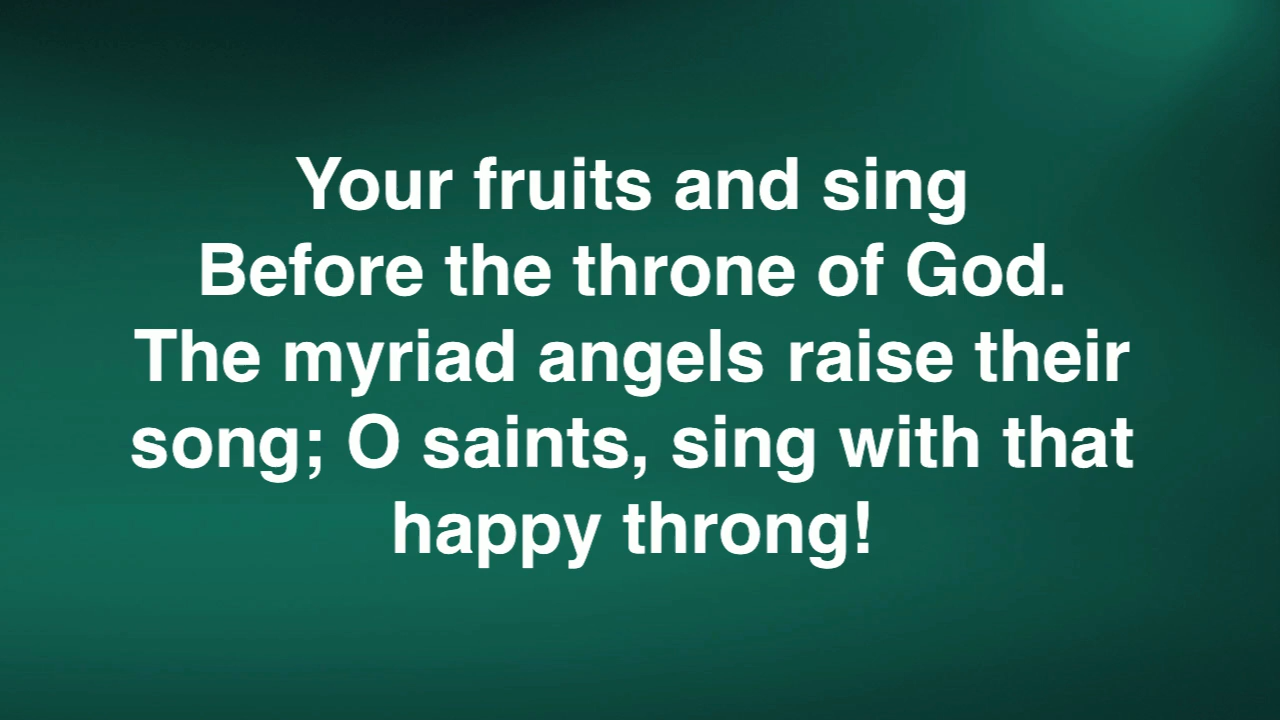 Your fruits and sing
Before the throne of God.
The myriad angels raise their
song; O saints, sing with that
happy throng!